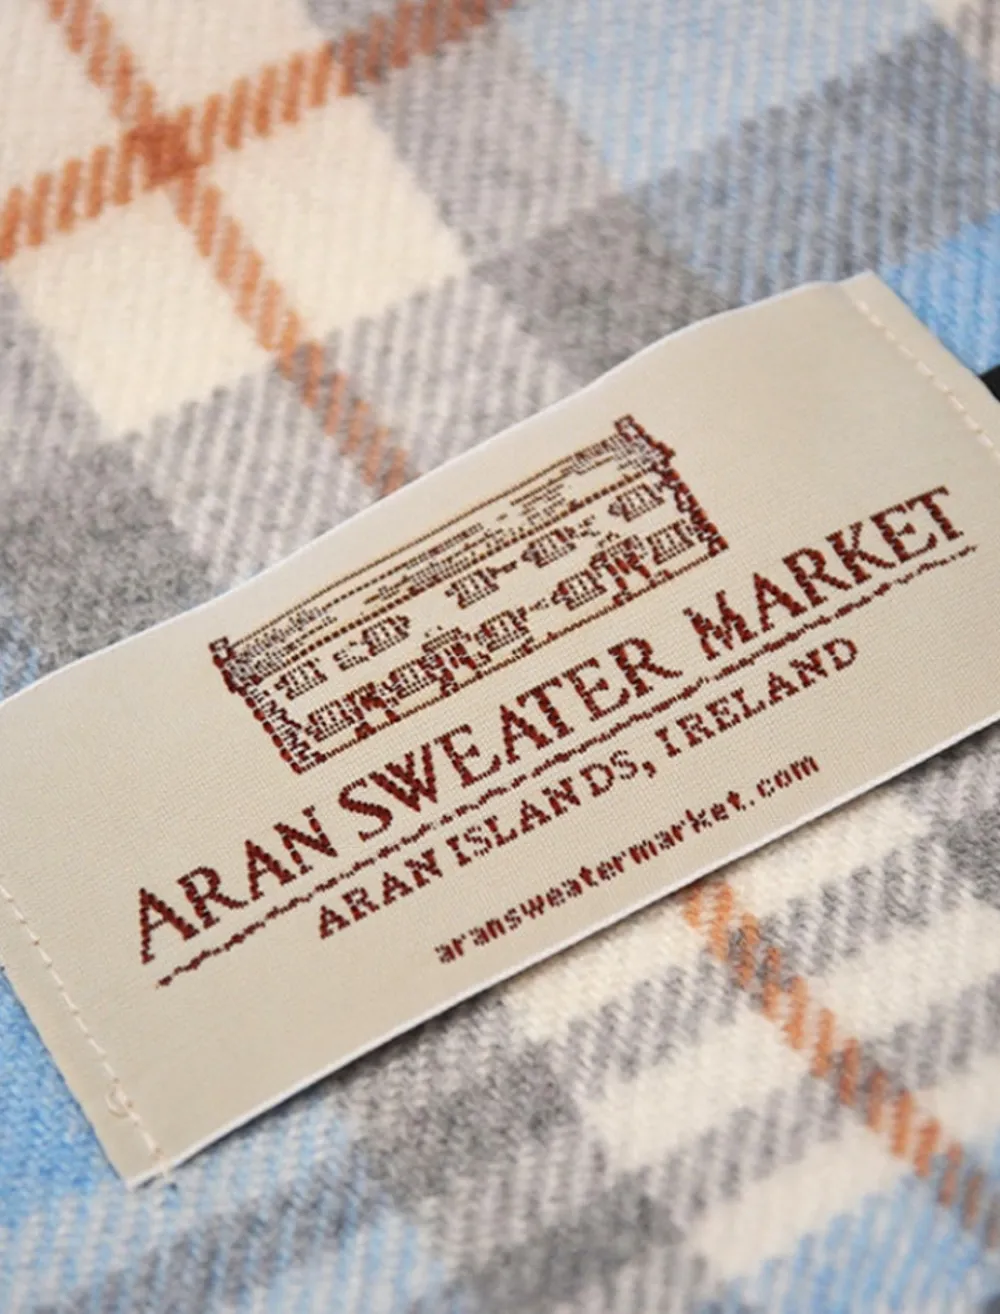 ARAN SWEATER MARKET
ARAN ISLANDS, IRELAND
aransweatermarket.com